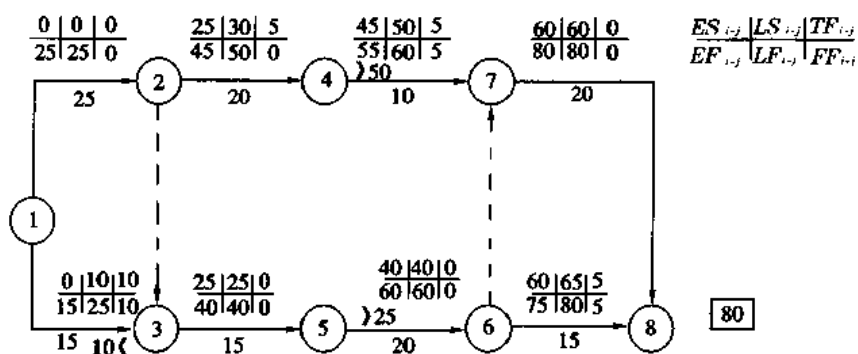 0 | 0 | 0
25 | 25 | 0
25 | 30 | 5
45 | 50 | 0
45 | 50 | 5
55 | 60 | 5
60 | 60 | 0
80 | 80 | 0
ES i-j | LS i-j | TF i-j
EF i-j | LF i-j | FF i-j
2
4
)50
7
25
20
10
20
1
0 | 10 | 10
15 | 25 | 10
25 | 25 | 0
40 | 40 | 0
40 | 40 | 0
60 | 60 | 0
60 | 65 | 5
75 | 80 | 5
3
5
)25
6
8
80
15
10(
15
20
15